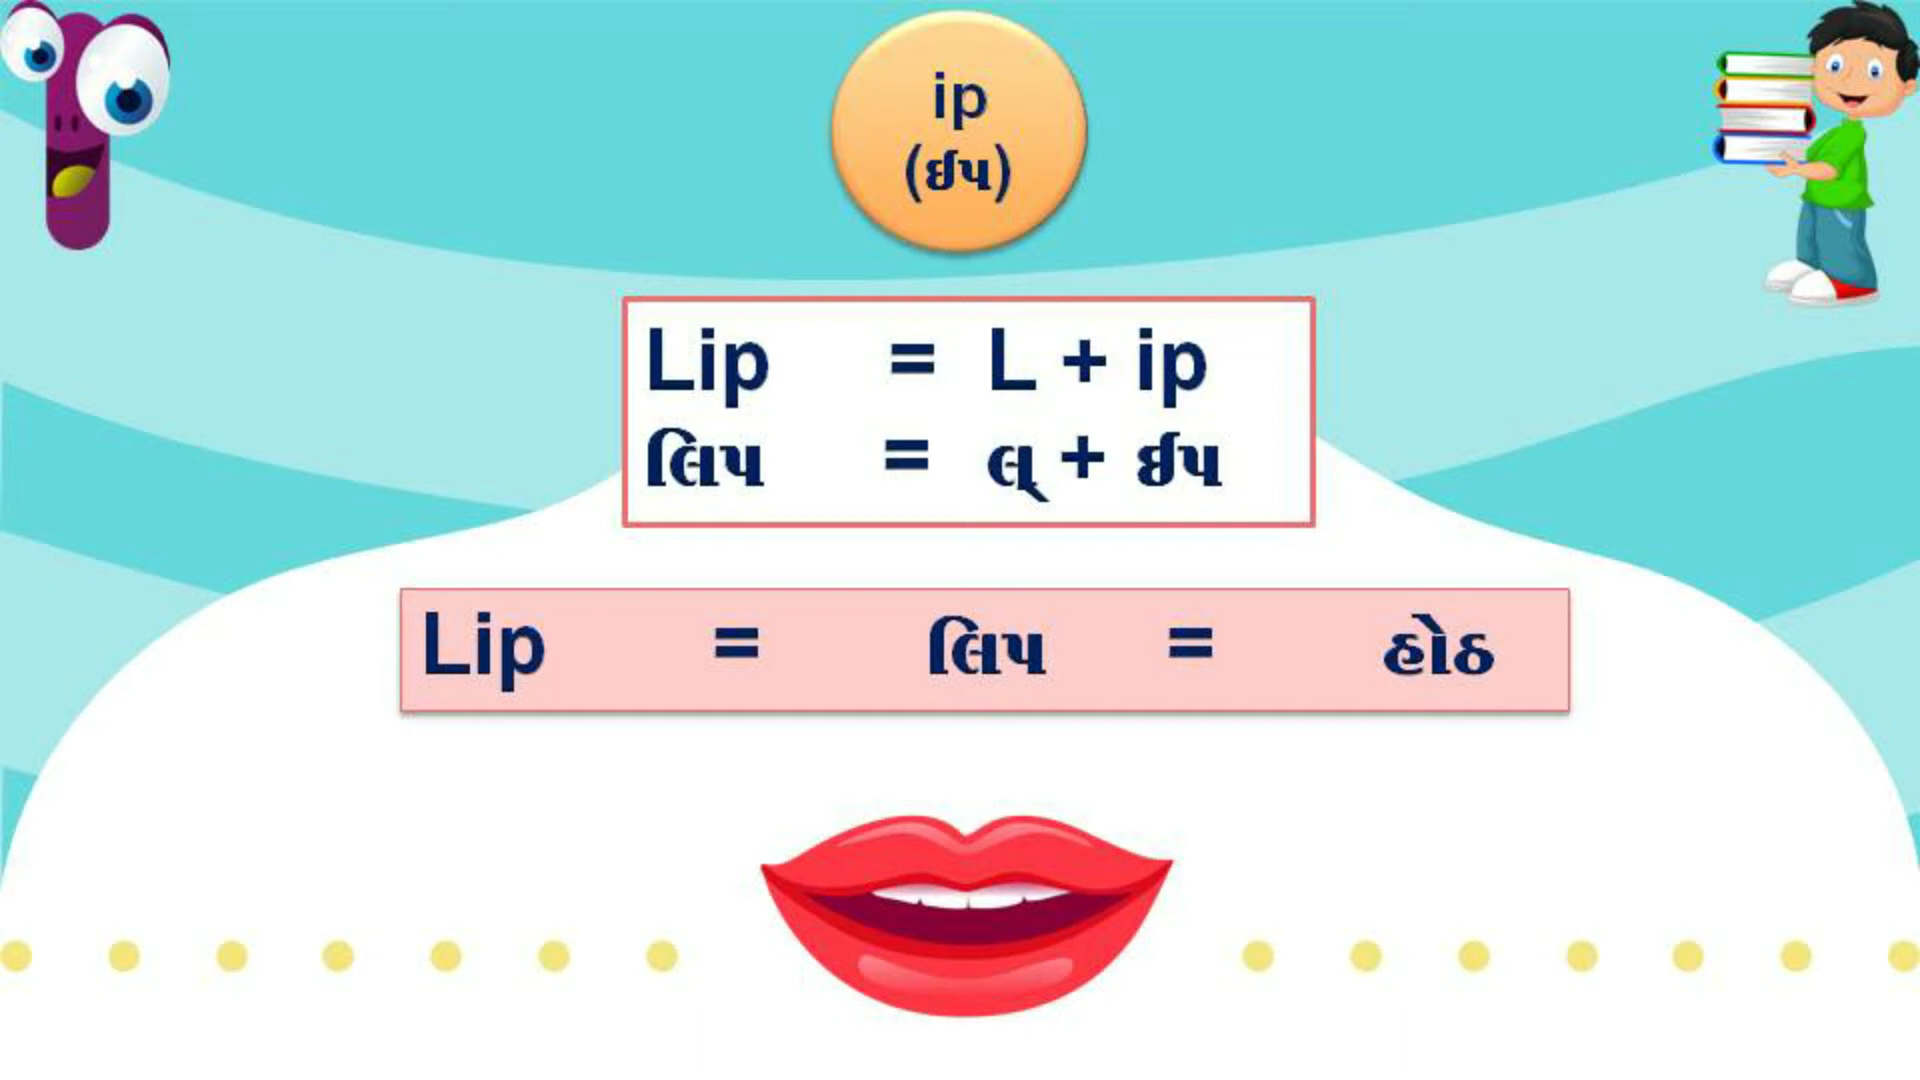 ip
(ઈપ)
Lip = L + ip
લિપ = લ્ + ઈપ
Lip = લિપ = હોઠ